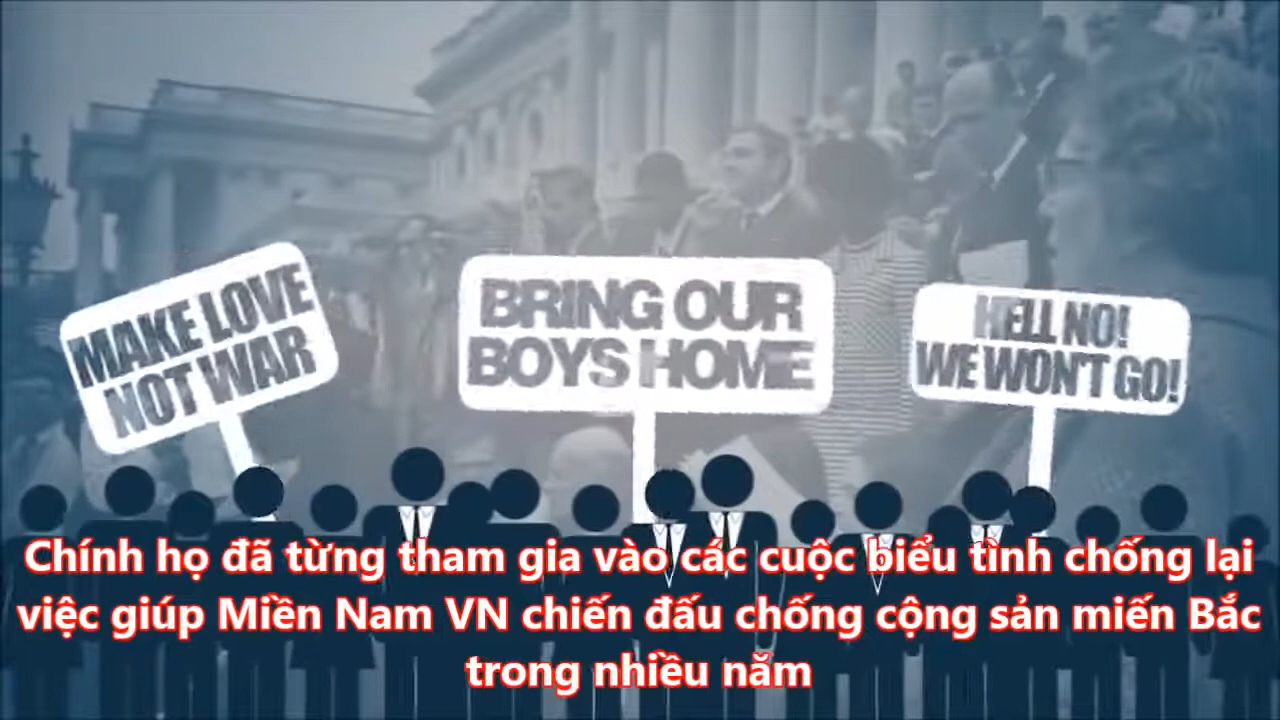 MAKE LOVE
NOT WAR
BRING OUR
BOYS HOME
HELL NO!
WE WON'T GO!
Chính họ đã từng tham gia vào các cuộc biểu tình chống lại
việc giúp Miền Nam VN chiến đấu chống cộng sản miến Bắc
trong nhiều năm